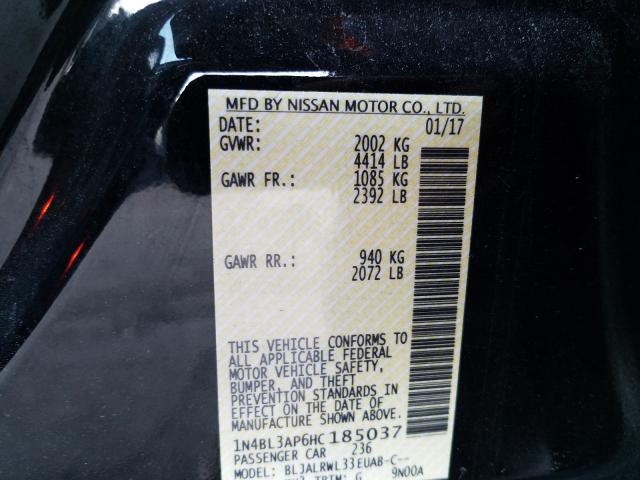 MFD BY NISSAN MOTOR CO., LTD.
DATE: 01/17
GVWR: 2002 KG
4414 LB
GAWR FR.: 1085 KG
2392 LB
GAWR RR.: 940 KG
2072 LB
THIS VEHICLE CONFORMS TO
ALL APPLICABLE FEDERAL
MOTOR VEHICLE SAFETY,
BUMPER, AND THEFT
PREVENTION STANDARDS IN
EFFECT ON THE DATE OF
MANUFACTURE SHOWN ABOVE.
1N4BL3AP6HC185037
PASSENGER CAR 236
MODEL: BLJALRWL33EUAB-C--
TRIM: G 9N00A